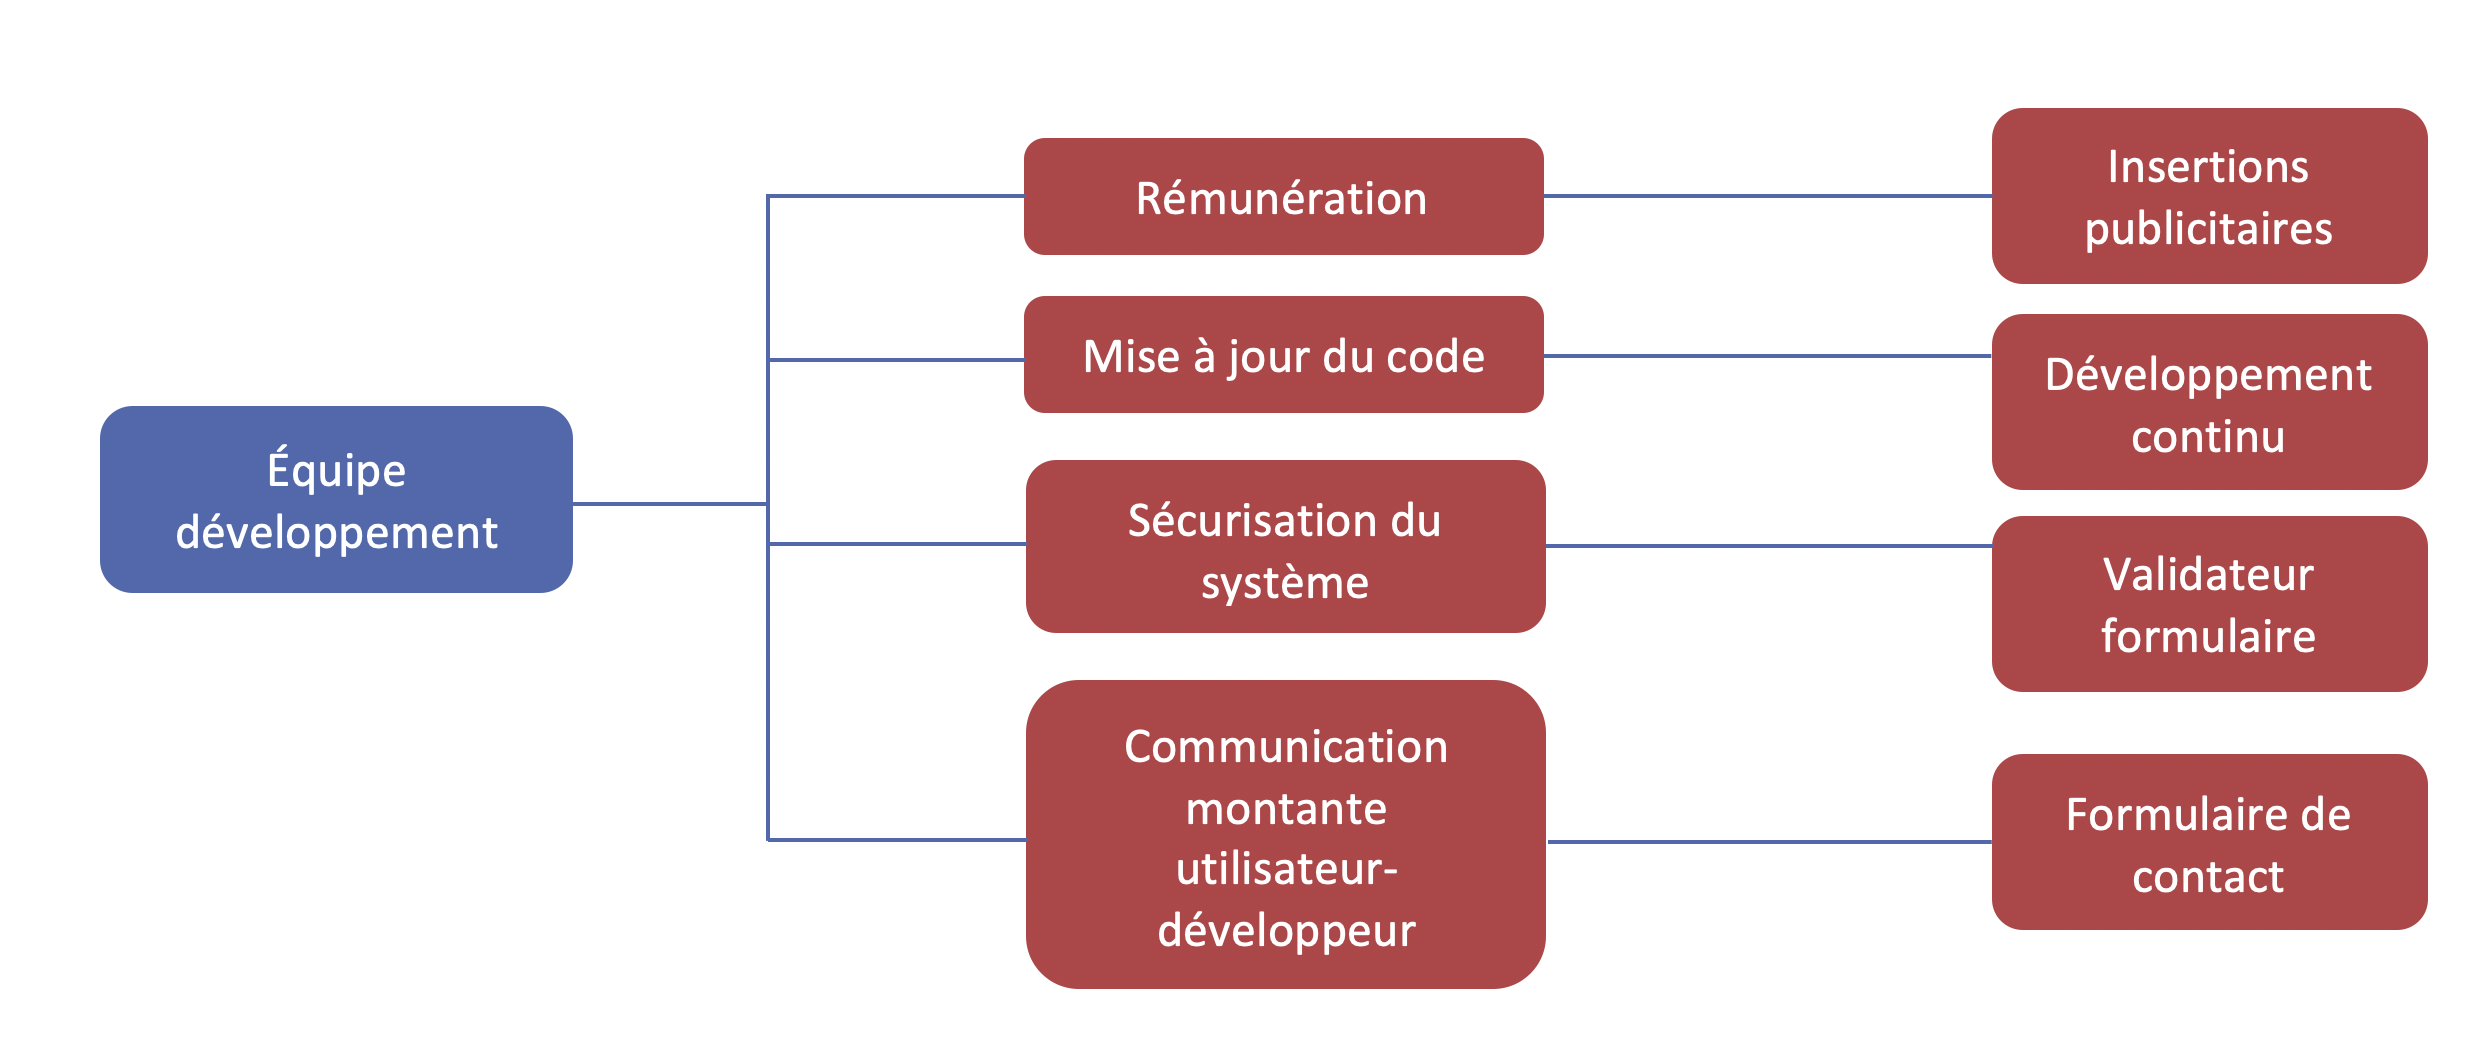 Équipe
développement
Rémunération
Insertions
publicitaires
Mise à jour du code
Développement
continu
Sécurisation du
système
Validateur
formulaire
Communication
montante
utilisateur-
développeur
Formulaire de
contact